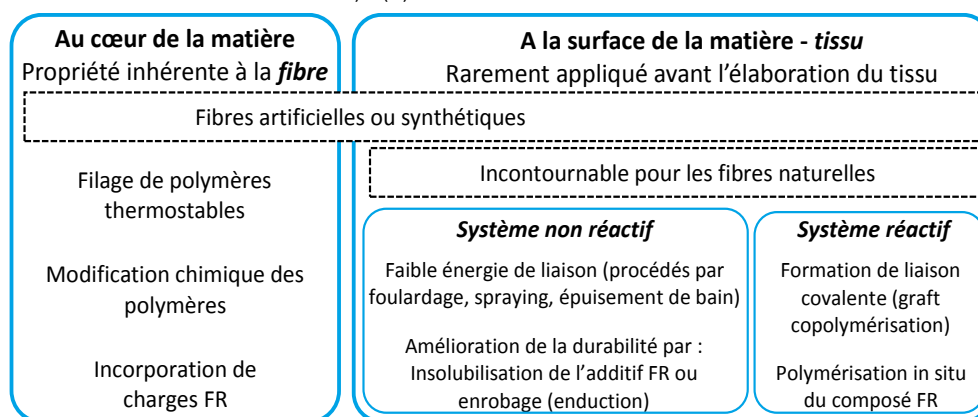 Au cœur de la matière
Propriété inhérente à la fibre
A la surface de la matière - tissu
Rarement appliqué avant l'élaboration du tissu
Fibres artificielles ou synthétiques
Incontournable pour les fibres naturelles
Filage de polymères
thermostables
Modification chimique des
polymères
Incorporation de
charges FR
Système non réactif
Faible énergie de liaison (procédés par
foulardage, spraying, épuisement de bain)
Amélioration de la durabilité par :
Insolubilisation de l'additif FR ou
enrobage (enduction)
Système réactif
Formation de liaison
covalente (graft
copolymérisation)
Polymérisation in situ
du composé FR